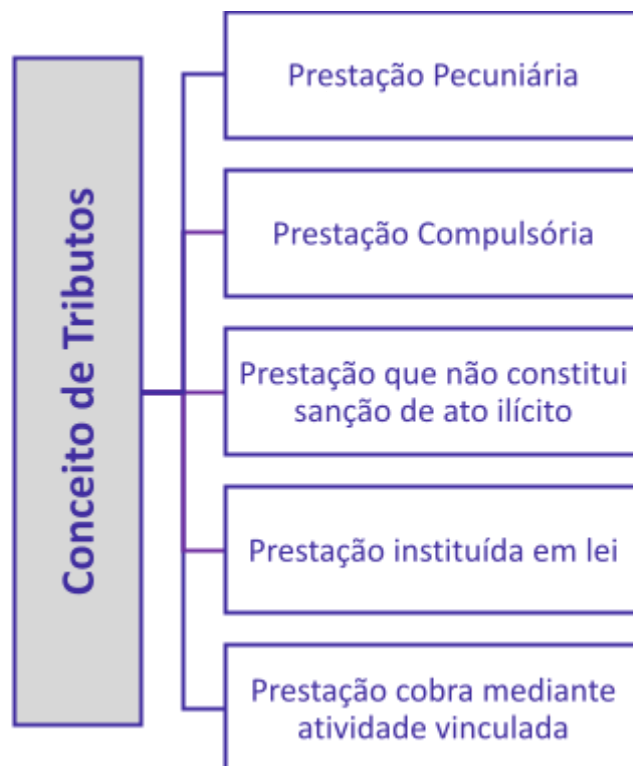 Conceito de Tributos
Prestação Pecuniária
Prestação Compulsória
Prestação que não constitui
sanção de ato ilícito
Prestação instituída em lei
Prestação cobra mediante
atividade vinculada